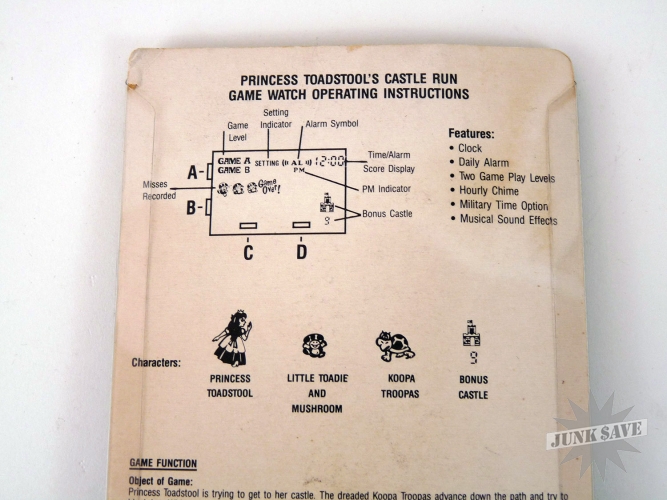 PRINCESS TOADSTOOL'S CASTLE RUN
GAME WATCH OPERATING INSTRUCTIONS
Game
Level
Setting
Indicator
Alarm Symbol
GAME A SETTING ((• A L •)) 12:00
GAME B PM
A-
Misses
Recorded
Game
Over!
B-
9
C D
Time/Alarm
Score Display
PM Indicator
Bonus Castle
Features:
• Clock
• Daily Alarm
• Two Game Play Levels
• Hourly Chime
• Military Time Option
• Musical Sound Effects
Characters:
PRINCESS
TOADSTOOL
LITTLE TOADIE
AND
MUSHROOM
KOOPA
TROOPAS
9
BONUS
CASTLE
JUNK SAVE
GAME FUNCTION
Object of Game:
Princess Toadstool is trying to get to her castle. The dreaded Koopa Troopas advance down the path and try to